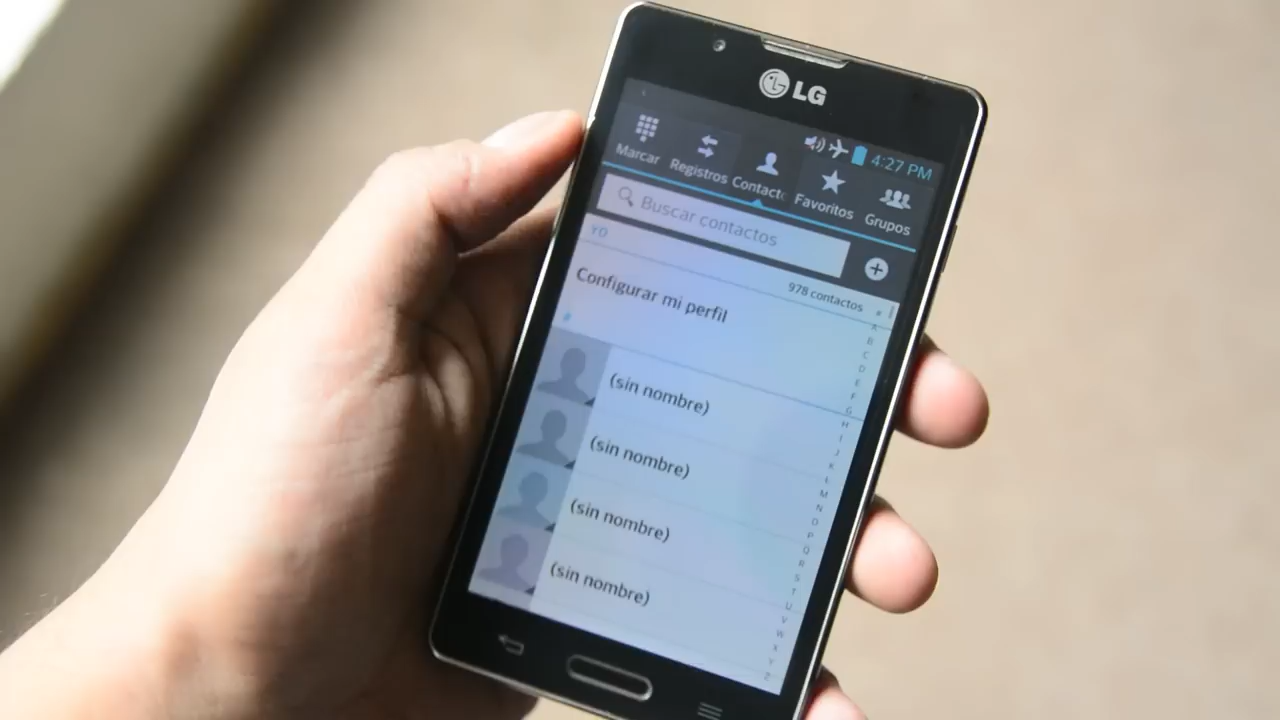 LG
4:27 PM
Marcar
Registros
Contact
Favoritos
Grupos
Buscar contactos
YO
978 contactos
Configurar mi perfil
#
(sin nombre)
(sin nombre)
(sin nombre)
(sin nombre)
A
B
C
D
E
F
G
H
I
J
K
L
M
N
O
P
Q
R
S
T
U
V
W
X
Y
Z